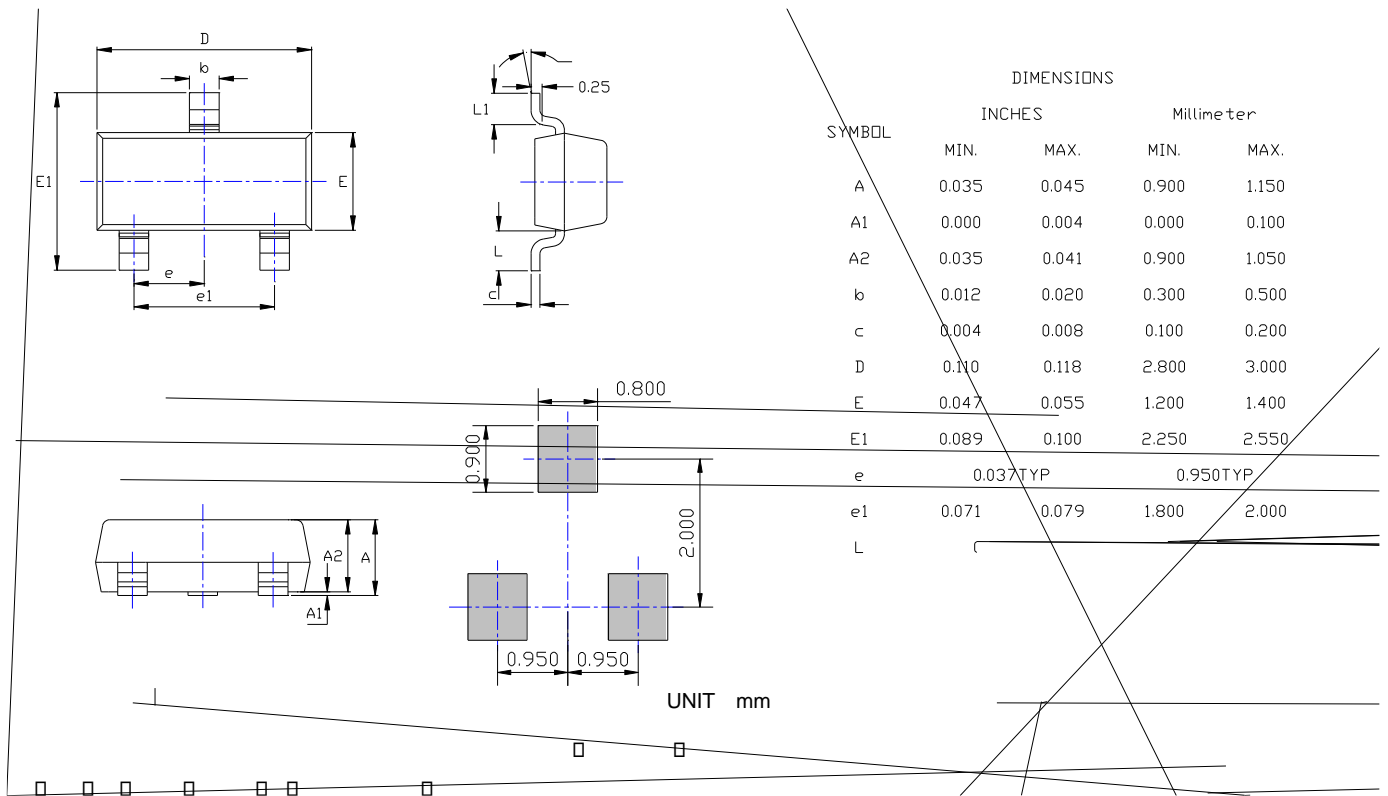 D
b
E1
E
e
e1
0.25
L1
L
c
DIMENSIONS
INCHES Millimeter
SYMBOL
MIN. MAX. MIN. MAX.
A 0.035 0.045 0.900 1.150
A1 0.000 0.004 0.000 0.100
A2 0.035 0.041 0.900 1.050
b 0.012 0.020 0.300 0.500
c 0.004 0.008 0.100 0.200
D 0.110 0.118 2.800 3.000
E 0.047 0.055 1.200 1.400
E1 0.089 0.100 2.250 2.550
e 0.037TYP 0.950TYP
e1 0.071 0.079 1.800 2.000
L
0.800
0.900
2.000
0.950 0.950
A2
A
A1
UNIT mm